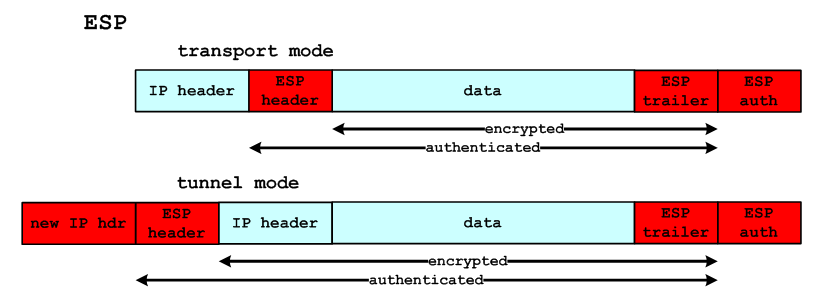 ESP
transport mode
IP header
ESP
header
data
ESP
trailer
ESP
auth
encrypted
authenticated
tunnel mode
new IP hdr
ESP
header
IP header
data
ESP
trailer
ESP
auth
encrypted
authenticated